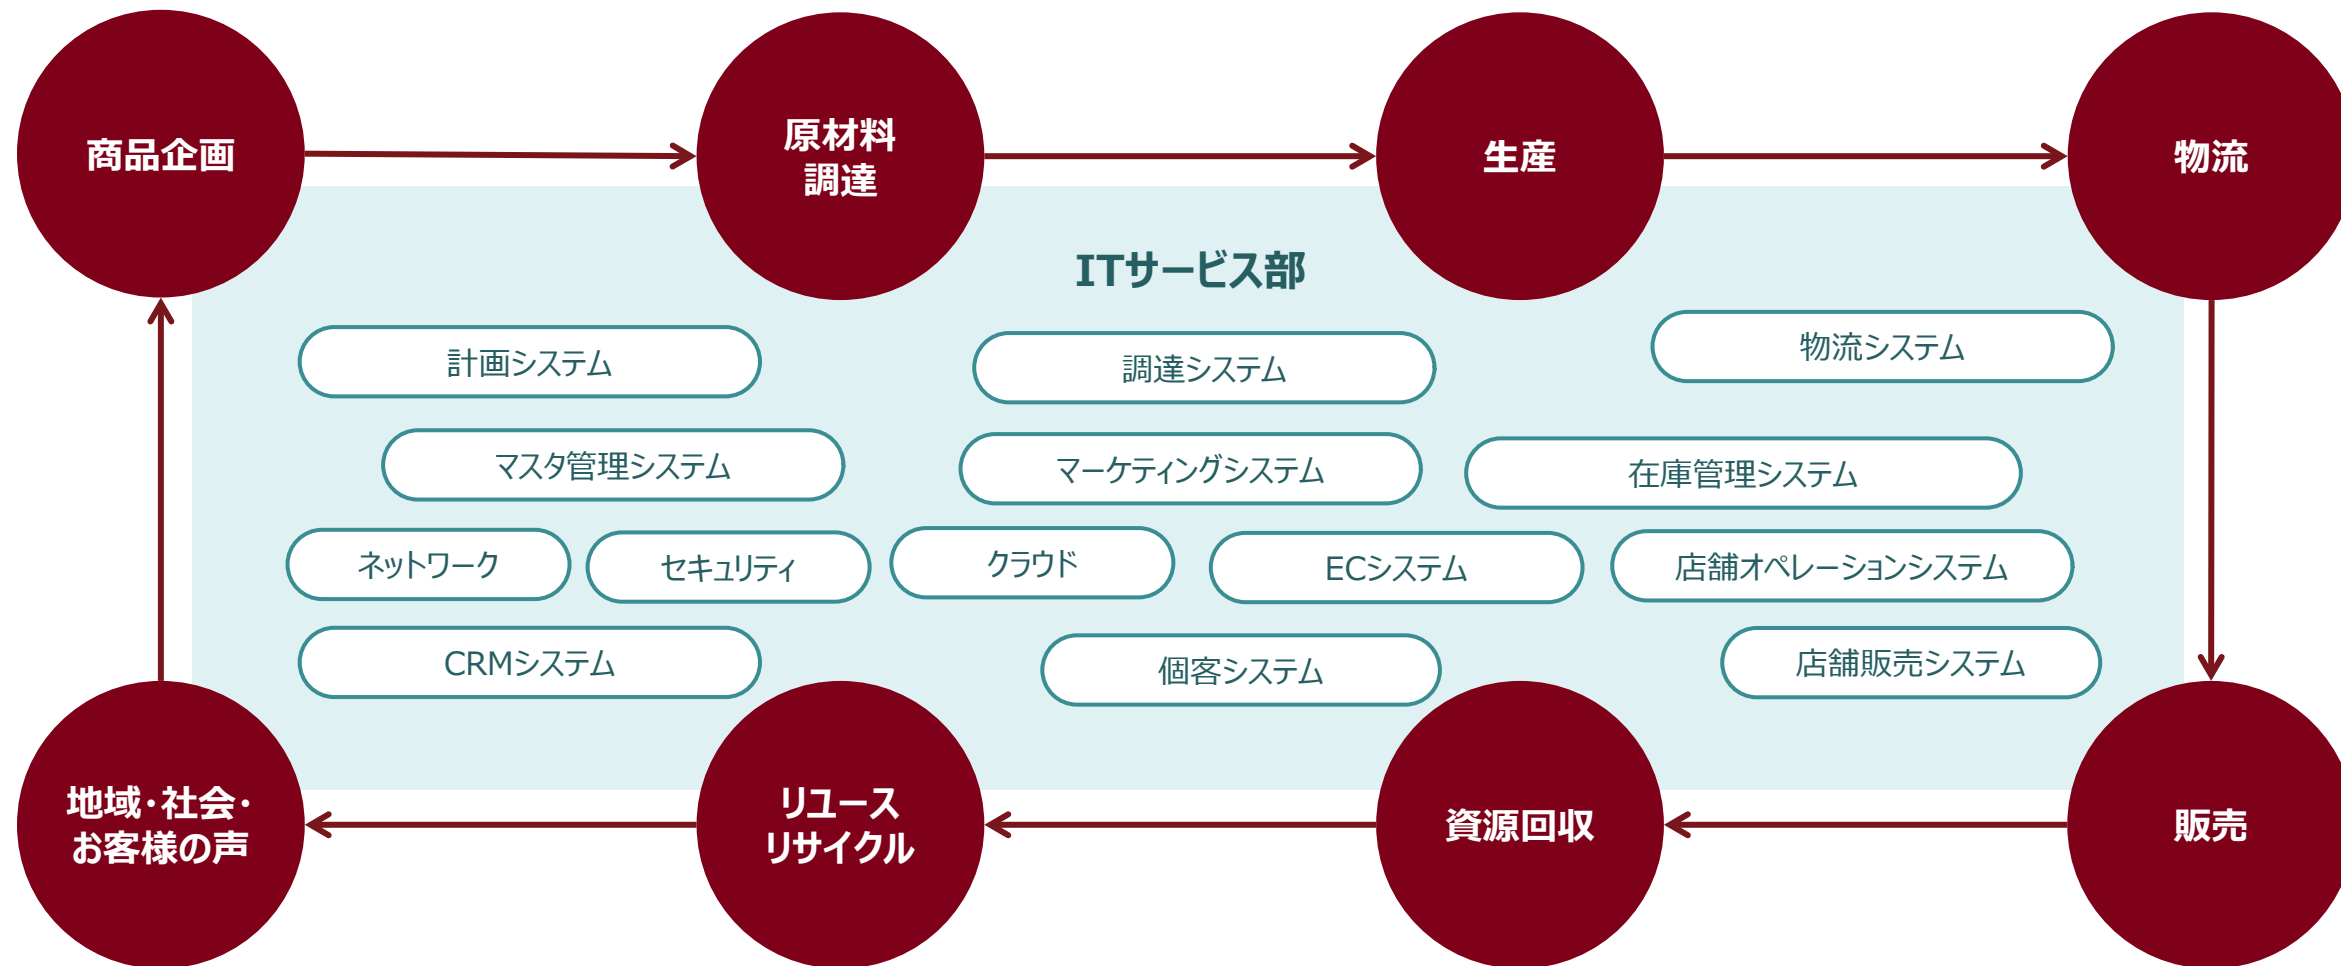 商品企画
原材料
調達
生産
物流
ITサービス部
計画システム
調達システム
物流システム
マスタ管理システム
マーケティングシステム
在庫管理システム
ネットワーク
セキュリティ
クラウド
ECシステム
店舗オペレーションシステム
CRMシステム
個客システム
店舗販売システム
地域・社会・
お客様の声
リユース
リサイクル
資源回収
販売